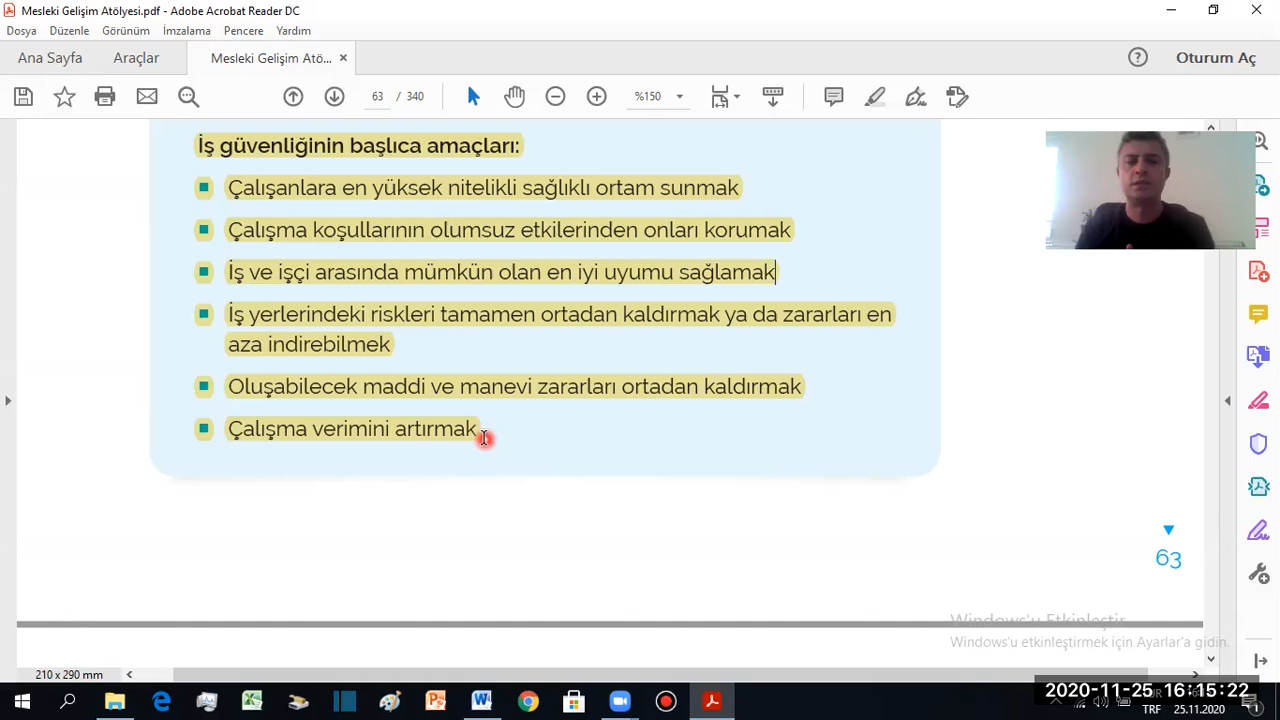 Mesleki Gelişim Atölyesi.pdf - Adobe Acrobat Reader DC
Dosya Düzenle Görünüm İmzalama Pencere Yardım
Ana Sayfa Araçlar Mesleki Gelişim Atö... Oturum Aç
63 / 340 %150
İş güvenliğinin başlıca amaçları:
Çalışanlara en yüksek nitelikli sağlıklı ortam sunmak
Çalışma koşullarının olumsuz etkilerinden onları korumak
İş ve işçi arasında mümkün olan en iyi uyumu sağlamak
İş yerlerindeki riskleri tamamen ortadan kaldırmak ya da zararları en
aza indirebilmek
Oluşabilecek maddi ve manevi zararları ortadan kaldırmak
Çalışma verimini artırmak
63
Windows'u Etkinleştir
Windows'u etkinleştirmek için Ayarlar'a gidin.
210 x 290 mm
2020-11-25 16:15:22
TRF 25.11.2020